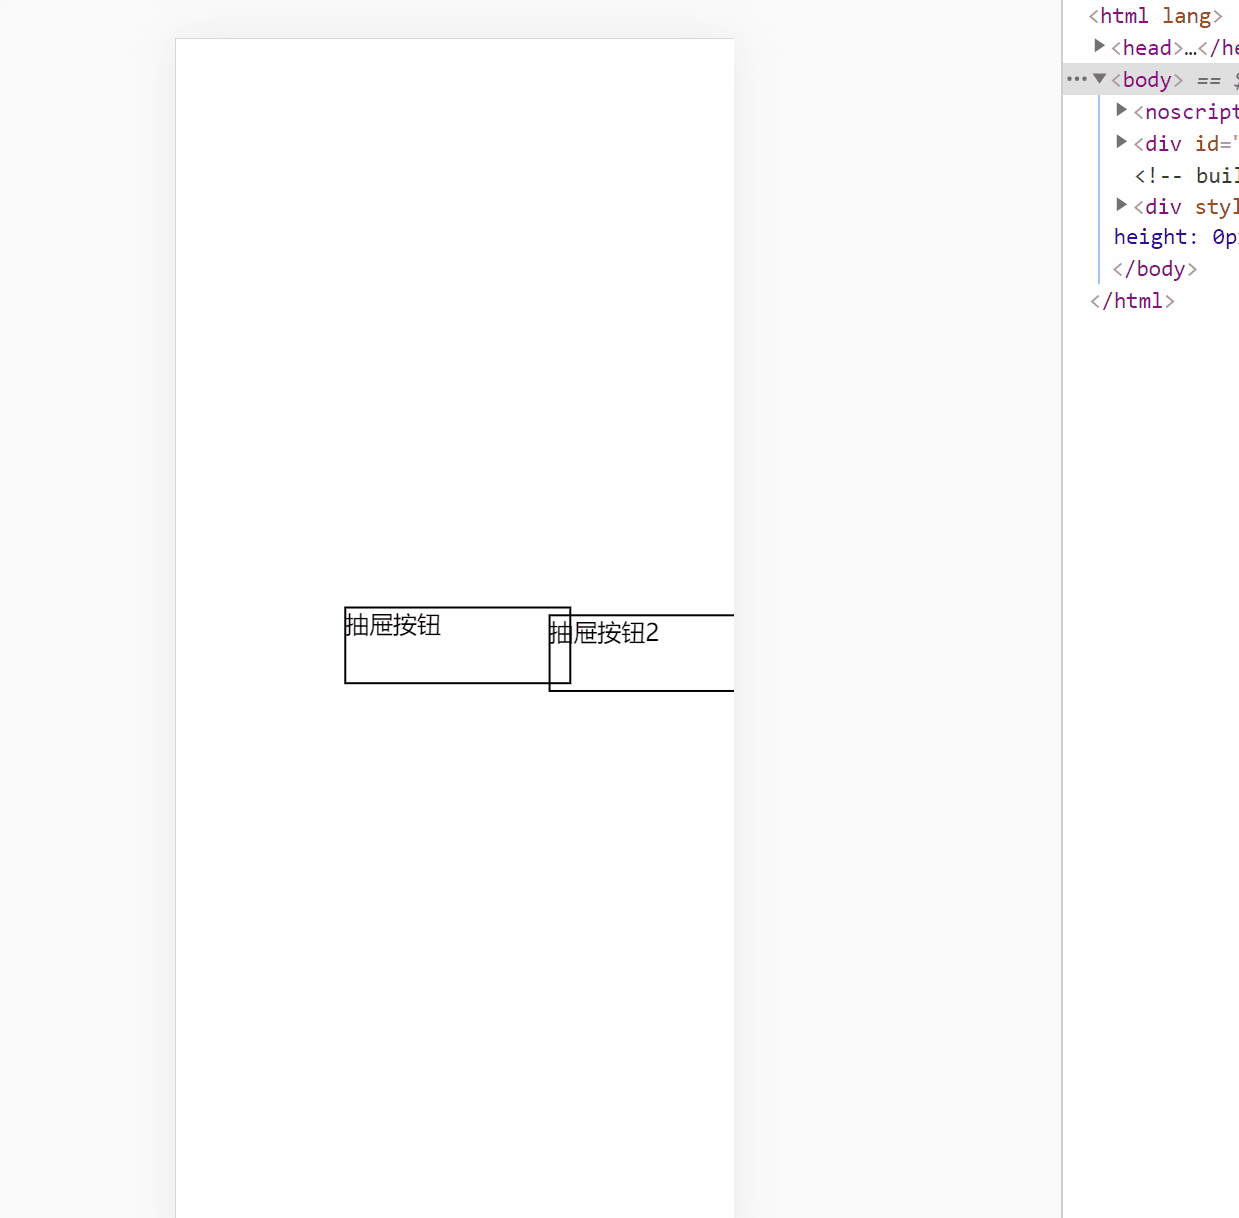 <html lang>
<head>…</he
<body> ==
<noscript
<div id="
<!-- buil
<div styl
height: 0p
</body>
</html>
抽屉按钮
抽屉按钮2